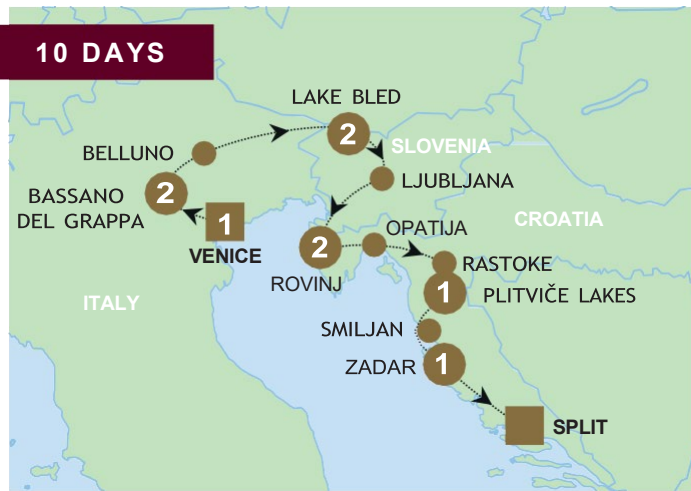 10 DAYS
LAKE BLED
2
SLOVENIA
BELLUNO
LJUBLJANA
2
BASSANO
DEL GRAPPA
1
VENICE
CROATIA
OPATIJA
2
ROVINJ
RASTOKE
1
PLITVIČE LAKES
ITALY
SMILJAN
ZADAR
1
SPLIT